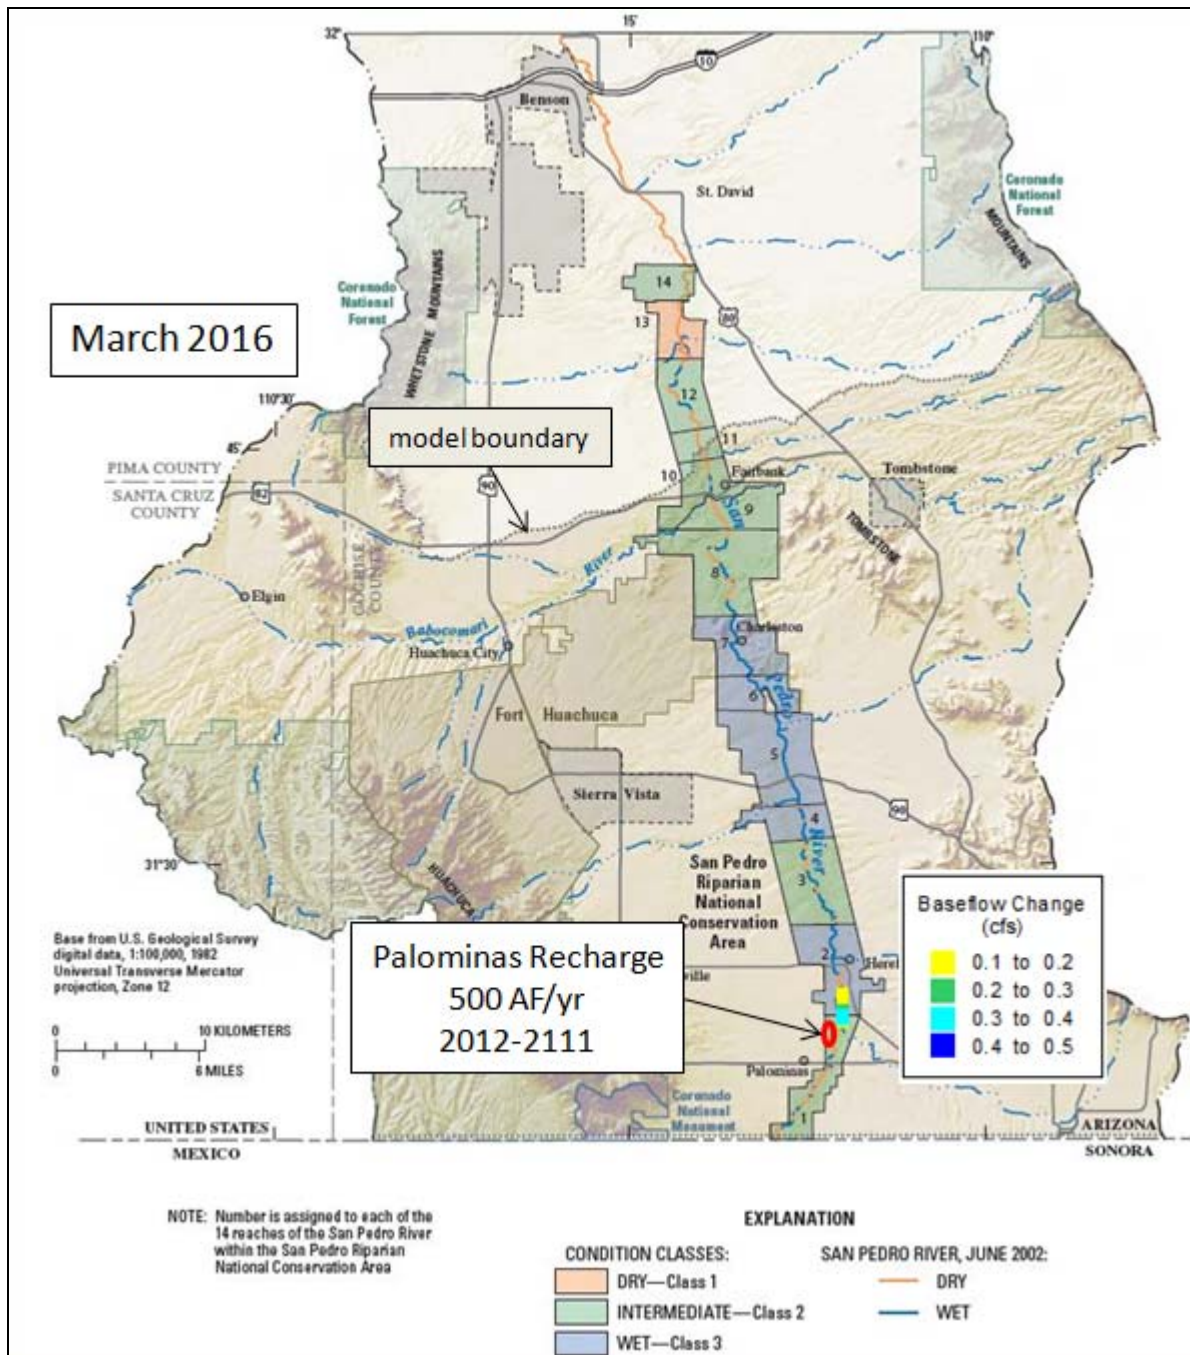 32°
15'
110°
10
Benson
St. David
Coronado
National
Forest
MOUNTAINS
Coronado
National
Forest
WHETSTONE MOUNTAINS
14
13
80
March 2016
12
110°30'
model boundary
11
45'
10
Fairbank
Tombstone
PIMA COUNTY
SANTA CRUZ
COUNTY
82
90
San
9
TOMBSTONE
COCHISE
COUNTY
River
8
Elgin
Babocomari
Huachuca City
Charleston
7
Pedro
6
Fort Huachuca
5
Sierra Vista
90
4
River
31°30'
HUACHUCA
San Pedro
Riparian
National
Conservation
Area
3
Baseflow Change
(cfs)
0.1 to 0.2
0.2 to 0.3
0.3 to 0.4
0.4 to 0.5
Base from U.S. Geological Survey
digital data, 1:100,000, 1982
Universal Transverse Mercator
projection, Zone 12
Palominas Recharge
500 AF/yr
2012-2111
ville
2
Heref
0 10 KILOMETERS
0 6 MILES
Palominas
Coronado
National
Monument
1
UNITED STATES
MEXICO
ARIZONA
SONORA
NOTE: Number is assigned to each of the
14 reaches of the San Pedro River
within the San Pedro Riparian
National Conservation Area
EXPLANATION
CONDITION CLASSES:
DRY—Class 1
INTERMEDIATE—Class 2
WET—Class 3
SAN PEDRO RIVER, JUNE 2002:
DRY
WET